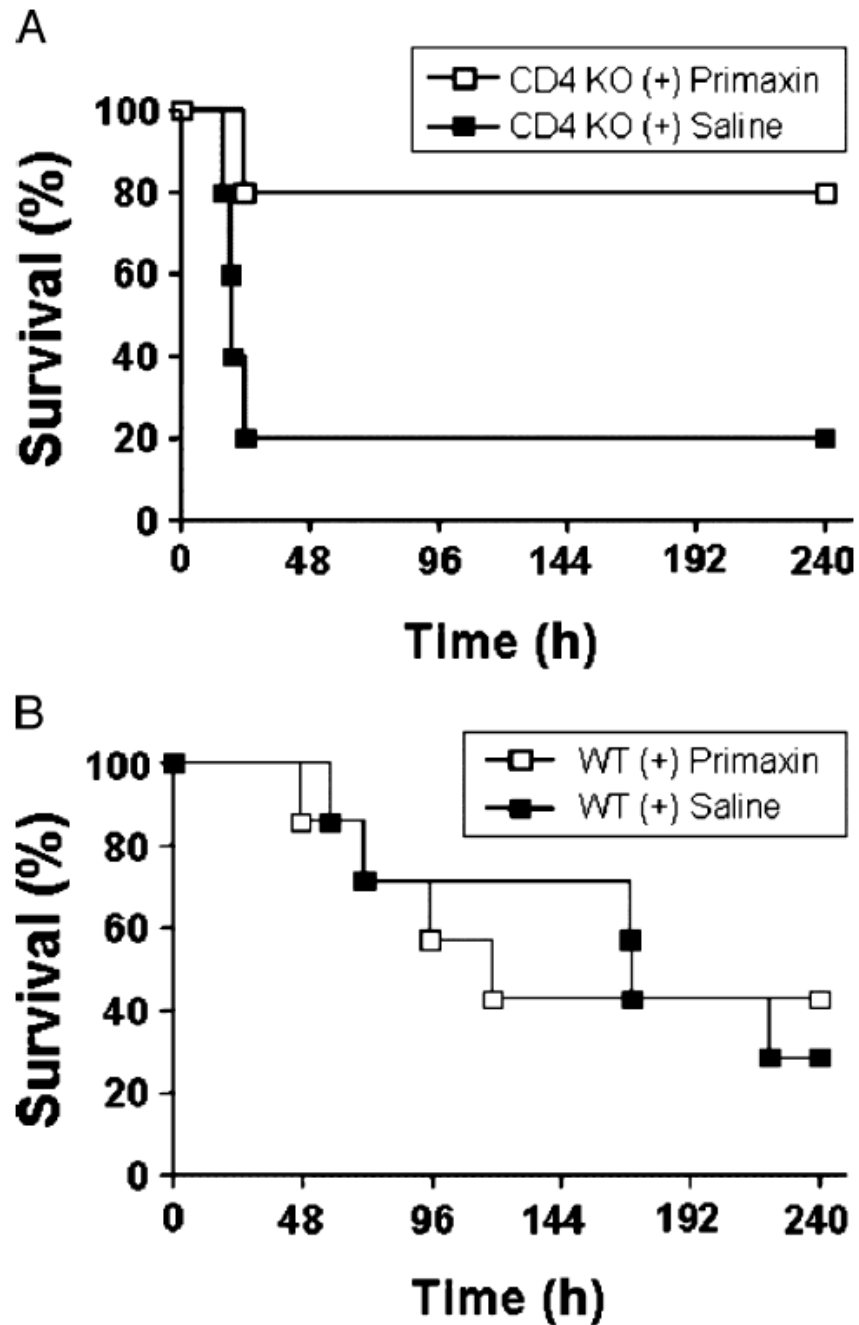 A
CD4 KO (+) Primaxin
CD4 KO (+) Saline
100
80
60
40
20
0
Survival (%)
0 48 96 144 192 240
Time (h)
B
WT (+) Primaxin
WT (+) Saline
100
80
60
40
20
0
Survival (%)
0 48 96 144 192 240
Time (h)